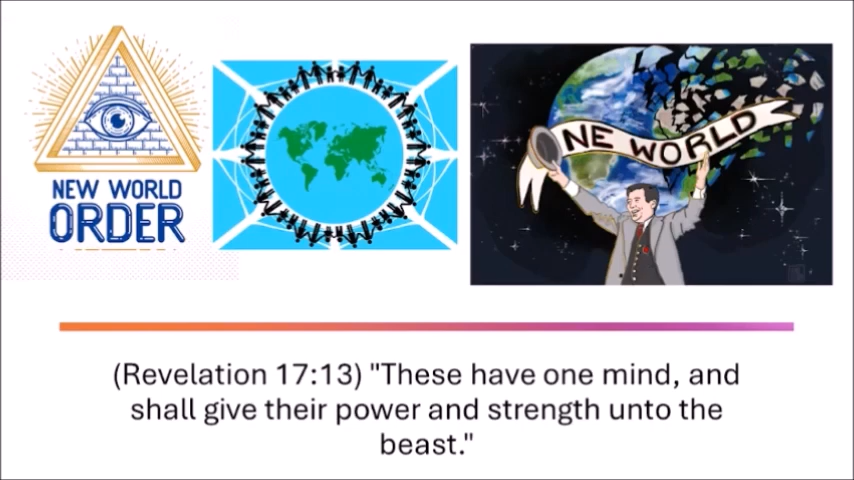 NEW WORLD
ORDER
NE WORLD
(Revelation 17:13) "These have one mind, and
shall give their power and strength unto the
beast."